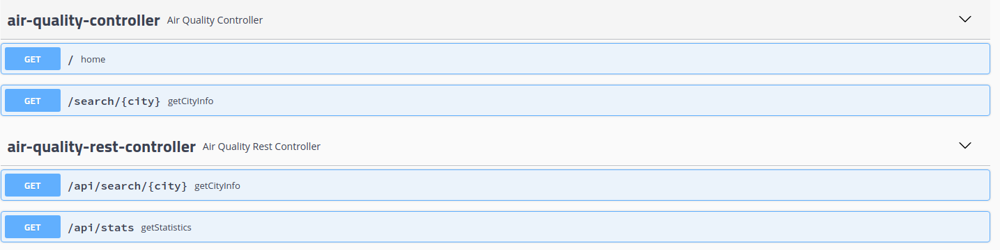 air-quality-controller Air Quality Controller
GET / home
GET /search/{city} getCityInfo
air-quality-rest-controller Air Quality Rest Controller
GET /api/search/{city} getCityInfo
GET /api/stats getStatistics